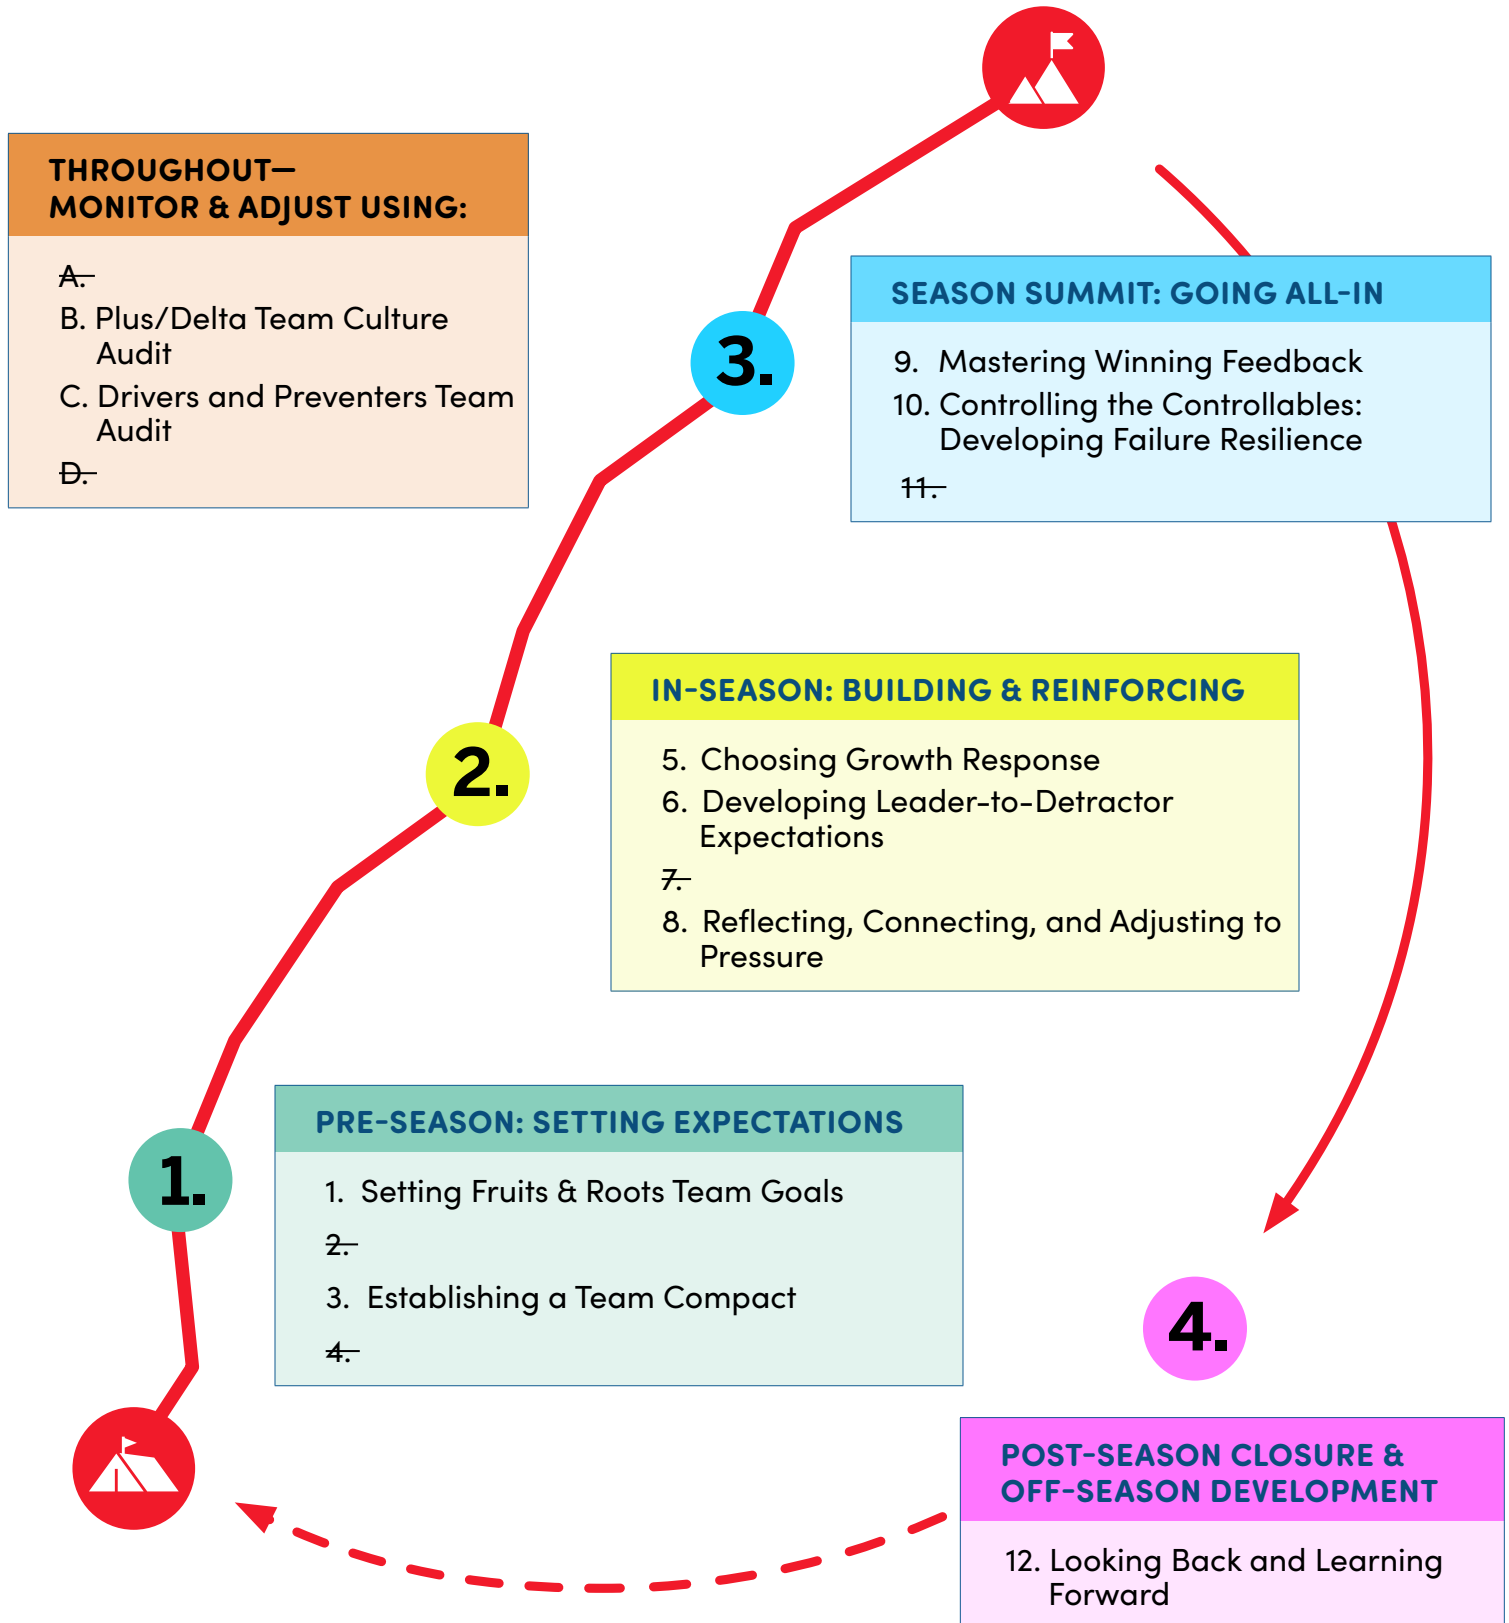 THROUGHOUT—
MONITOR & ADJUST USING:
A.
B. Plus/Delta Team Culture
Audit
C. Drivers and Preventers Team
Audit
D.
3.
SEASON SUMMIT: GOING ALL-IN
9. Mastering Winning Feedback
10. Controlling the Controllables:
Developing Failure Resilience
11.
2.
IN-SEASON: BUILDING & REINFORCING
5. Choosing Growth Response
6. Developing Leader-to-Detractor
Expectations
7.
8. Reflecting, Connecting, and Adjusting to
Pressure
1.
PRE-SEASON: SETTING EXPECTATIONS
1. Setting Fruits & Roots Team Goals
2.
3. Establishing a Team Compact
4.
4.
POST-SEASON CLOSURE &
OFF-SEASON DEVELOPMENT
12. Looking Back and Learning
Forward